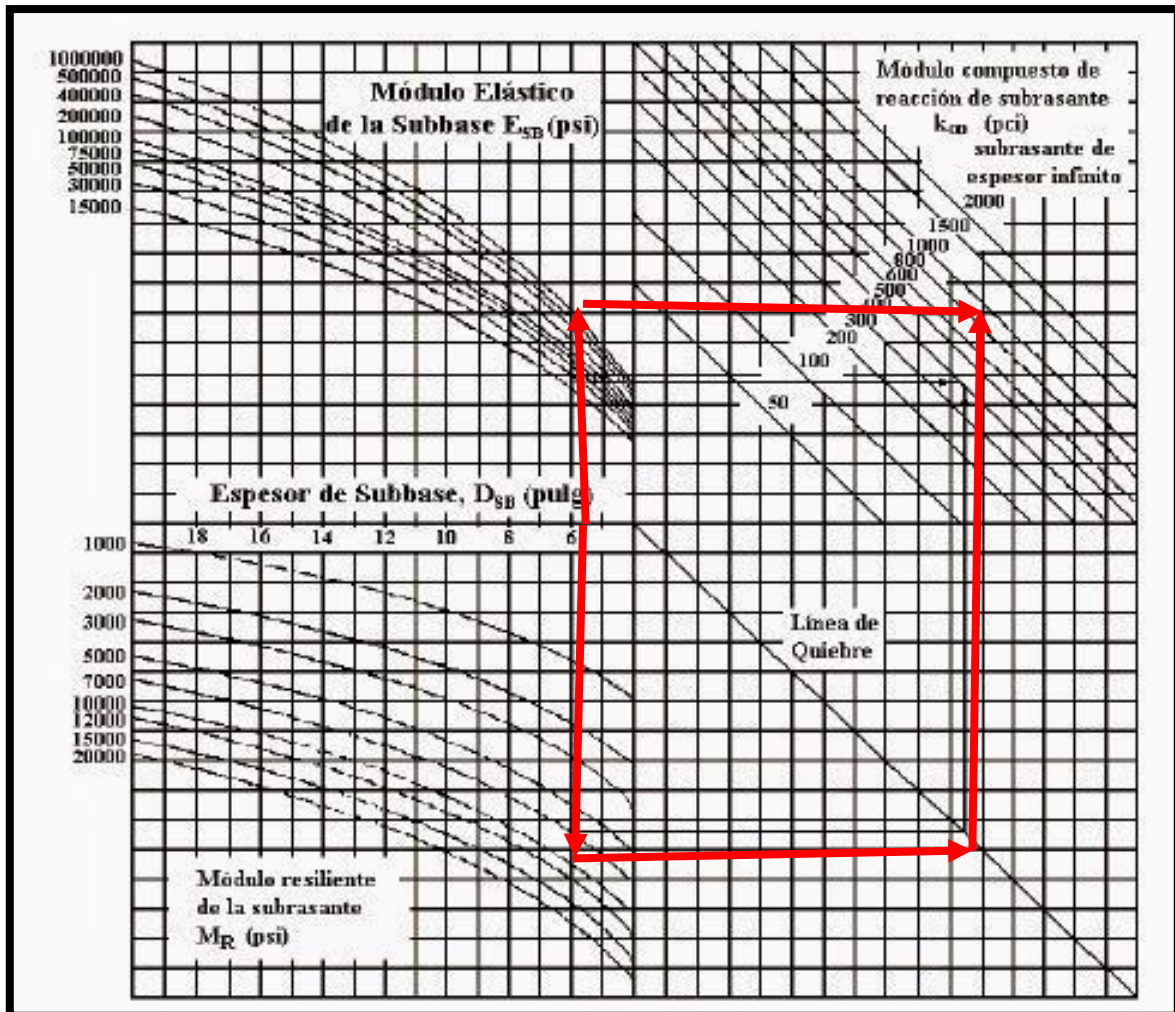 1000000
500000
400000
200000
100000
75000
50000
30000
15000
Módulo Elástico
de la Subbase E_SB (psi)
Módulo compuesto de
reacción de subrasante
k∞ (pci)
subrasante de
espesor infinito
2000
1500
1000
800
600
500
400
300
200
100
50
Espesor de Subbase, D_SB (pulg)
18 16 14 12 10 8 6
1000
2000
3000
5000
7000
10000
12000
15000
20000
Línea de
Quiebre
Módulo resiliente
de la subrasante
M_R (psi)